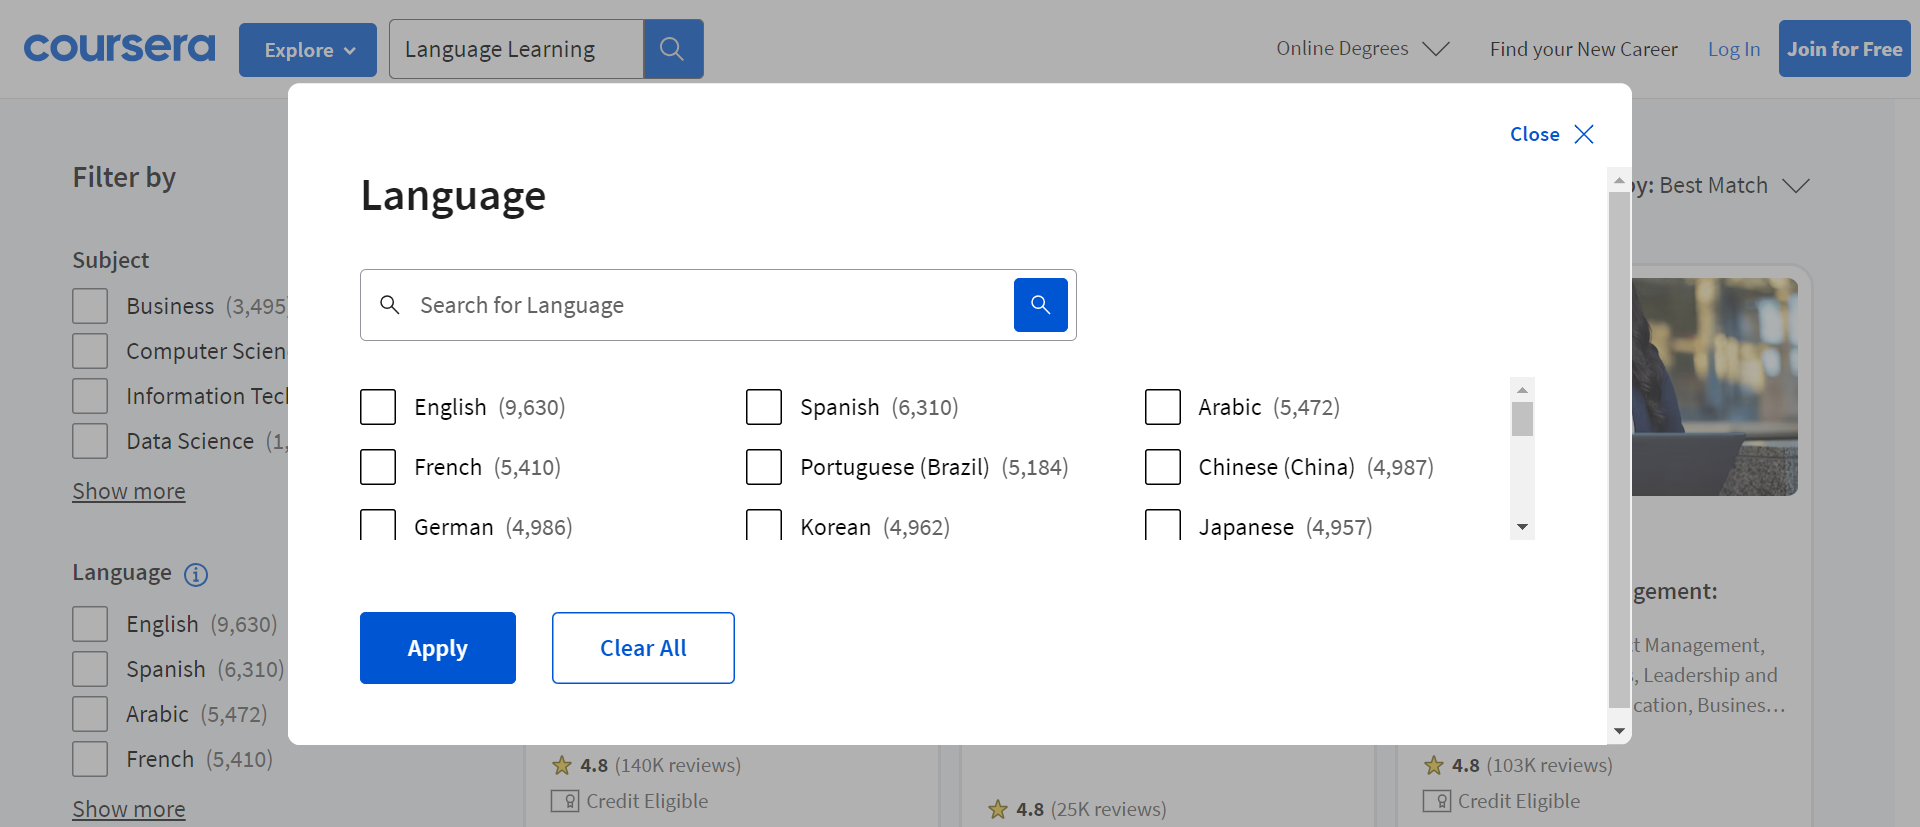 coursera
Explore
Language Learning
Online Degrees
Find your New Career
Log In
Join for Free
Close
Filter by
Language
by: Best Match
Search for Language
Subject
Business (3,495)
Computer Scien
Information Tec
Data Science (1,
Show more
English (9,630)
Spanish (6,310)
Arabic (5,472)
French (5,410)
Portuguese (Brazil) (5,184)
Chinese (China) (4,987)
German (4,986)
Korean (4,962)
Japanese (4,957)
Apply
Clear All
Language
English (9,630)
Spanish (6,310)
Arabic (5,472)
French (5,410)
Show more
gement:
t Management,
, Leadership and
cation, Busines...
4.8 (140K reviews)
Credit Eligible
4.8 (25K reviews)
4.8 (103K reviews)
Credit Eligible